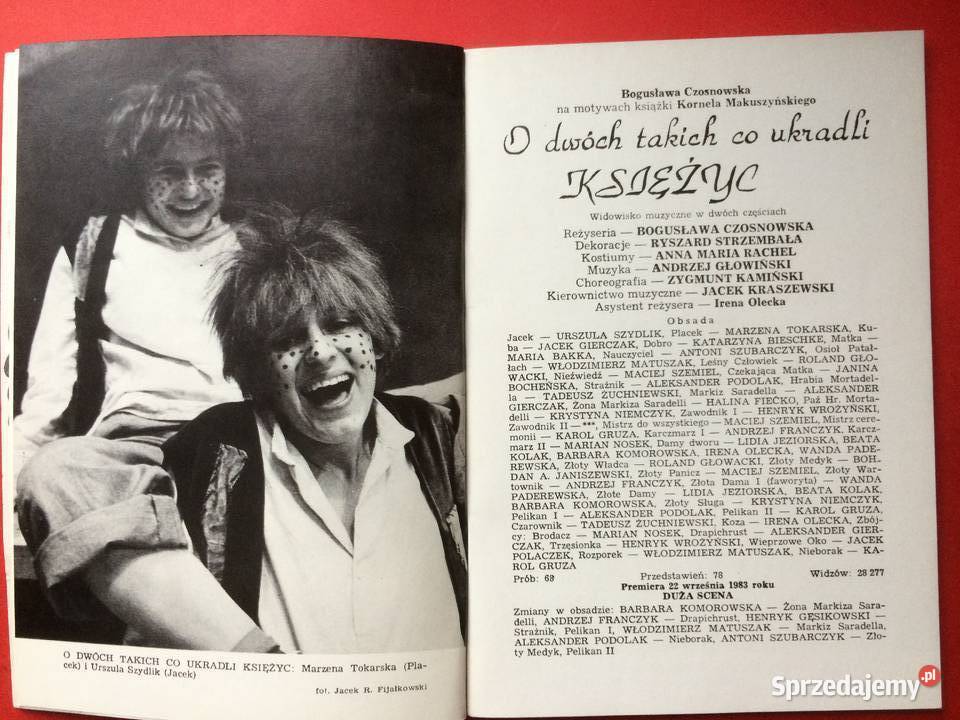 O DWÓCH TAKICH CO UKRADLI KSIĘŻYC: Marzena Tokarska (Pla-
cek) i Urszula Szydlik (Jacek)
fot. Jacek R. Fijałkowski
Bogusława Czosnowska
na motywach książki Kornela Makuszyńskiego
O dwóch takich co ukradli
KSIĘŻYC
Widowisko muzyczne w dwóch częściach
Reżyseria — BOGUSŁAWA CZOSNOWSKA
Dekoracje — RYSZARD STRZEMBAŁA
Kostiumy — ANNA MARIA RACHEL
Muzyka — ANDRZEJ GŁOWIŃSKI
Choreografia — ZYGMUNT KAMIŃSKI
Kierownictwo muzyczne — JACEK KRASZEWSKI
Asystent reżysera — Irena Olecka
Obsada
Jacek — URSZULA SZYDLIK, Placek — MARZENA TOKARSKA, Ku-
ba — JACEK GIERCZAK, Dobro — KATARZYNA BIESCHKE, Matka —
MARIA BAKKA, Nauczyciel — ANTONI SZUBARCZYK, Osioł Patał-
łach — WŁODZIMIERZ MATUSZAK, Leśny Człowiek — ROLAND GŁO-
WACKI, Niedźwiedź — MACIEJ SZEMIEL, Czekająca Matka — JANINA
BOCHEŃSKA, Strażnik — ALEKSANDER PODOLAK, Hrabia Mortadel-
la — TADEUSZ ŻUCHNIEWSKI, Markiz Saradella — ALEKSANDER
GIERCZAK, Żona Markiza Saradelli — HALINA FIEĆKO, Paź Hr. Morta-
delli — KRYSTYNA NIEMCZYK, Zawodnik I — HENRYK WROŻYŃSKI,
Zawodnik II — ***, Mistrz do wszystkiego — MACIEJ SZEMIEL, Mistrz cere-
monii — KAROL GRUZA, Karczmarz I — ANDRZEJ FRANCZYK, Karcz-
marz II — MARIAN NOSEK, Damy dworu — LIDIA JEZIORSKA, BEATA
KOLAK, BARBARA KOMOROWSKA, IRENA OLECKA, WANDA PADE-
REWSKA, Złoty Władca — ROLAND GŁOWACKI, Złoty Medyk — BOH-
DAN A. JANISZEWSKI, Złoty Panicz — MACIEJ SZEMIEL, Złoty War-
townik — ANDRZEJ FRANCZYK, Złota Dama I (faworyta) — WANDA
PADEREWSKA, Złote Damy — LIDIA JEZIORSKA, BEATA KOLAK,
BARBARA KOMOROWSKA, Złoty Sługa — KRYSTYNA NIEMCZYK,
Pelikan I — ALEKSANDER PODOLAK, Pelikan II — KAROL GRUZA,
Czarownik — TADEUSZ ŻUCHNIEWSKI, Koza — IRENA OLECKA, Zbój-
cy: Brodacz — MARIAN NOSEK, Drapichrust — ALEKSANDER GIER-
CZAK, Trzęsionka — HENRYK WROŻYŃSKI, Wieprzowe Oko — JACEK
POLACZEK, Rozporek — WŁODZIMIERZ MATUSZAK, Nieborak — KA-
ROL GRUZA
Prób: 68 Przedstawień: 78 Widzów: 28 277
Premiera 22 września 1983 roku
DUŻA SCENA
Zmiany w obsadzie: BARBARA KOMOROWSKA — Żona Markiza Sara-
delli, ANDRZEJ FRANCZYK — Drapichrust, HENRYK GĘSIKOWSKI —
Strażnik, Pelikan I, WŁODZIMIERZ MATUSZAK — Markiz Saradella,
ALEKSANDER PODOLAK — Nieborak, ANTONI SZUBARCZYK — Zło-
ty Medyk, Pelikan II
Sprzedajemy.pl